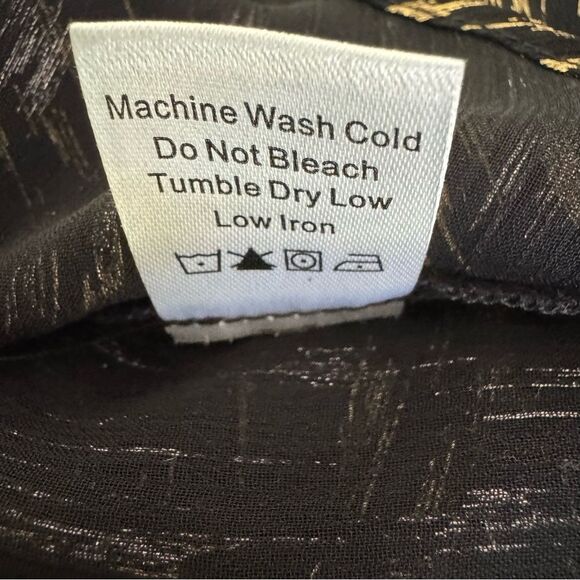 Machine Wash Cold
Do Not Bleach
Tumble Dry Low
Low Iron